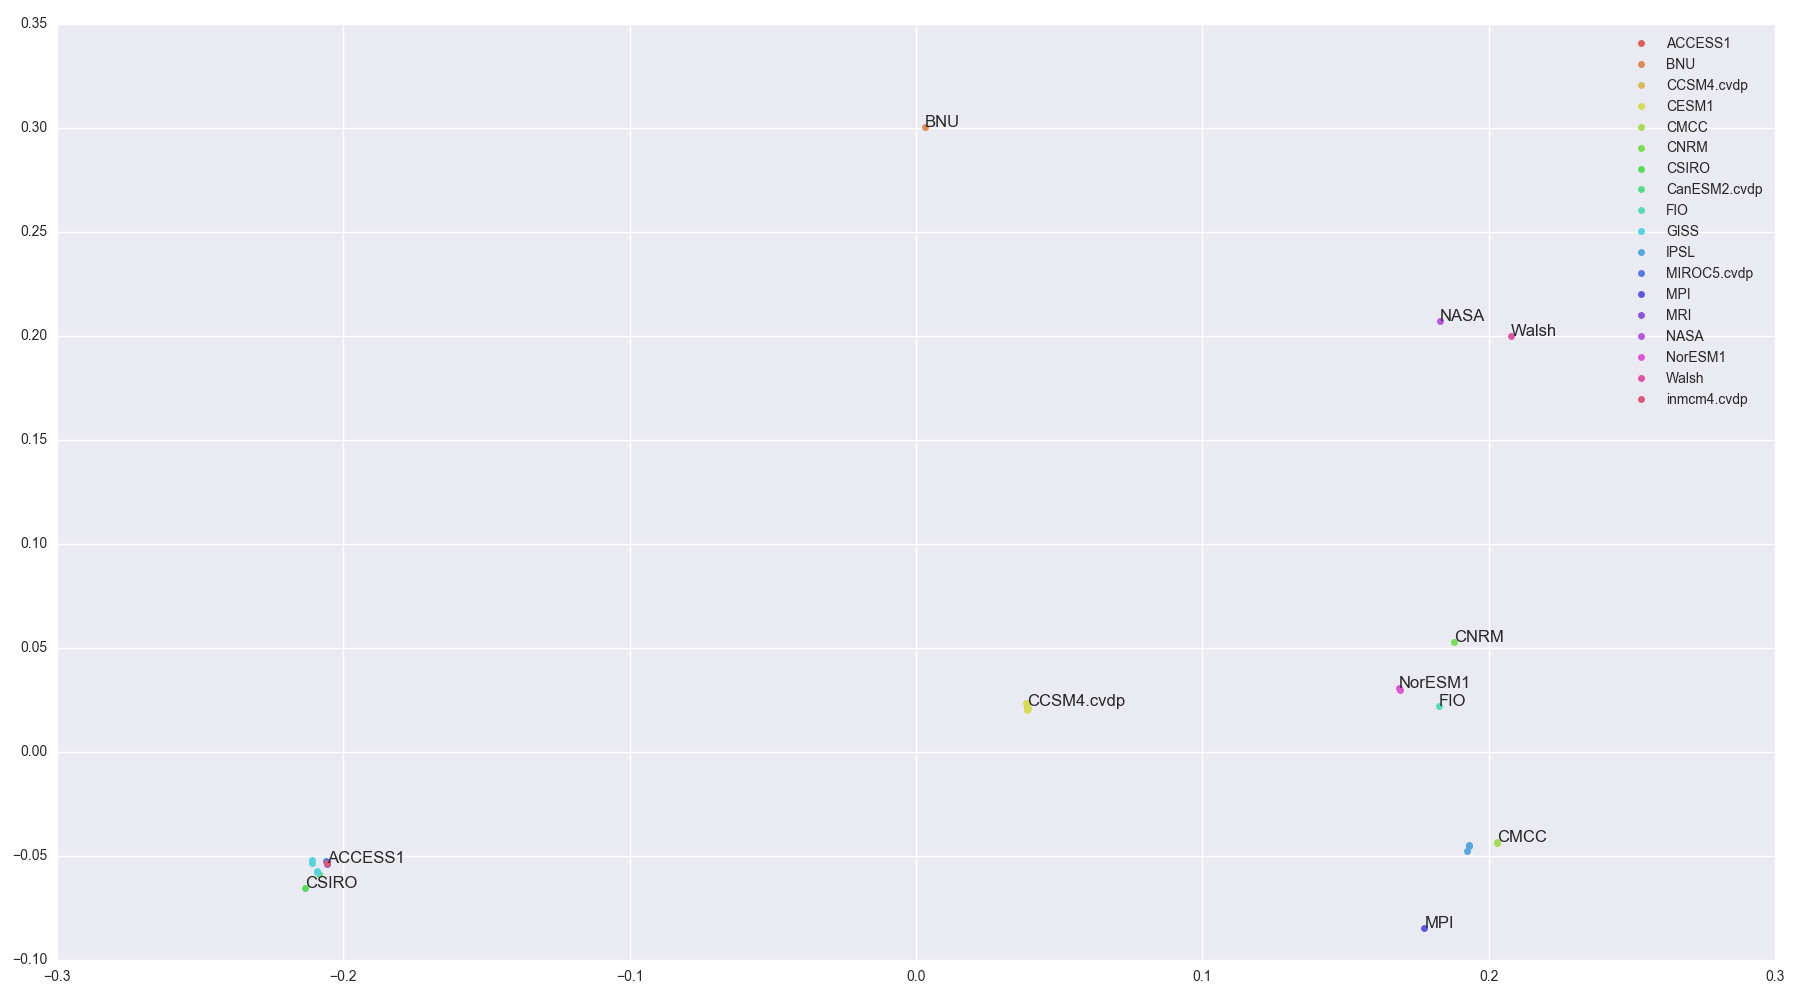 0.35
0.30
0.25
0.20
0.15
0.10
0.05
0.00
−0.05
−0.10
−0.3
−0.2
−0.1
0.0
0.1
0.2
0.3
BNU
NASA
Walsh
CNRM
NorESM1
FIO
CCSM4.cvdp
CMCC
ACCESS1
CSIRO
MPI
ACCESS1
BNU
CCSM4.cvdp
CESM1
CMCC
CNRM
CSIRO
CanESM2.cvdp
FIO
GISS
IPSL
MIROC5.cvdp
MPI
MRI
NASA
NorESM1
Walsh
inmcm4.cvdp